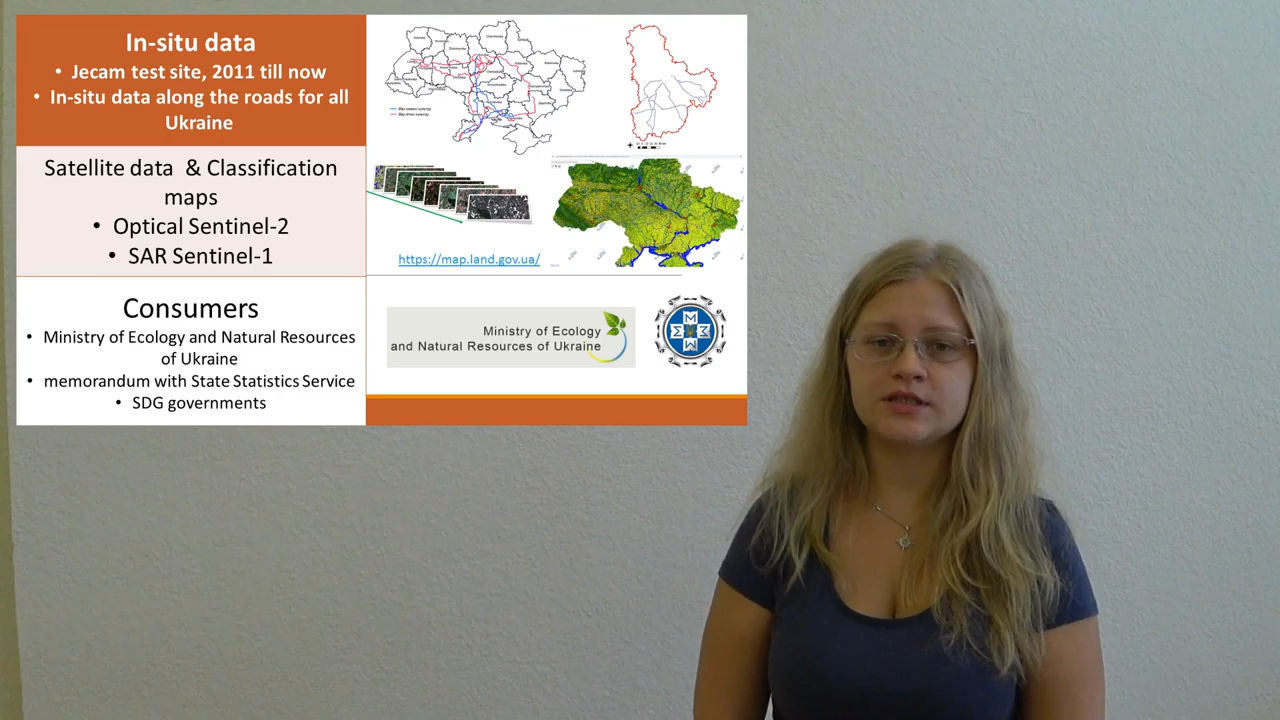 In-situ data
• Jecam test site, 2011 till now
• In-situ data along the roads for all
Ukraine
Satellite data & Classification
maps
• Optical Sentinel-2
• SAR Sentinel-1
https://map.land.gov.ua/
Consumers
• Ministry of Ecology and Natural Resources
of Ukraine
• memorandum with State Statistics Service
• SDG governments
Ministry of Ecology
and Natural Resources of Ukraine